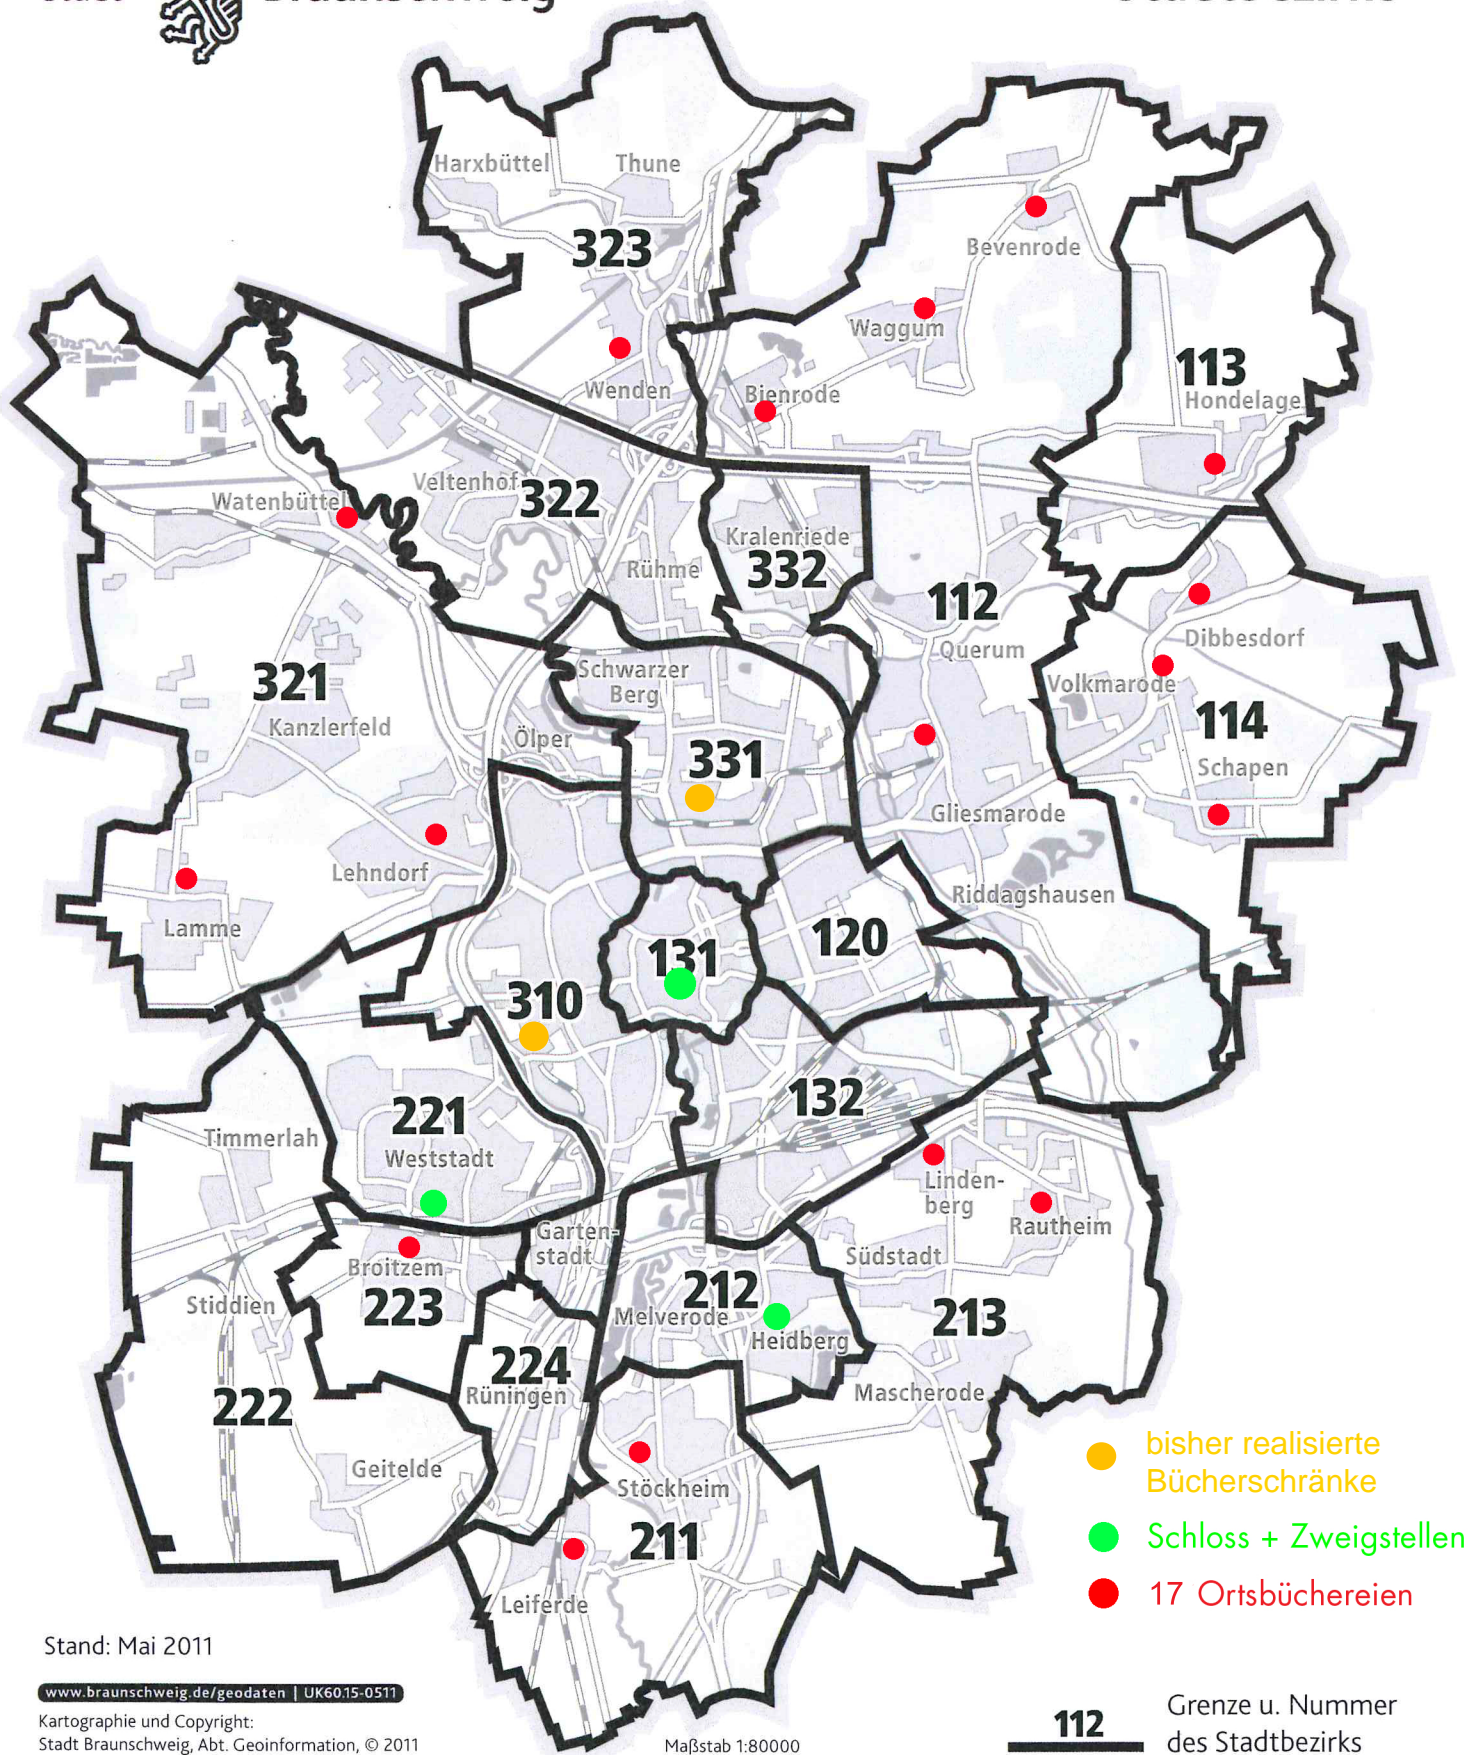 Harxbüttel
Thune
323
Bevenrode
Waggum
113
Hondelage
Wenden
Bienrode
Veltenhof
322
Watenbüttel
Kralenriede
332
Rühme
112
Querum
Dibbesdorf
Volkmarode
114
Schapen
321
Kanzlerfeld
Schwarzer
Berg
Ölper
331
Gliesmarode
Lehndorf
Riddagshausen
Lamme
131
120
310
132
221
Weststadt
Timmerlah
Linden-
berg
Rautheim
Garten-
stadt
Südstadt
Broitzem
223
Stiddien
212
Melverode
Heidberg
213
224
Rüningen
222
Mascherode
Geitelde
Stöckheim
211
Leiferde
bisher realisierte
Bücherschränke
Schloss + Zweigstellen
17 Ortsbüchereien
Stand: Mai 2011
www.braunschweig.de/geodaten | UK60.15-0511
Kartographie und Copyright:
Stadt Braunschweig, Abt. Geoinformation, © 2011
Maßstab 1:80000
112
Grenze u. Nummer
des Stadtbezirks